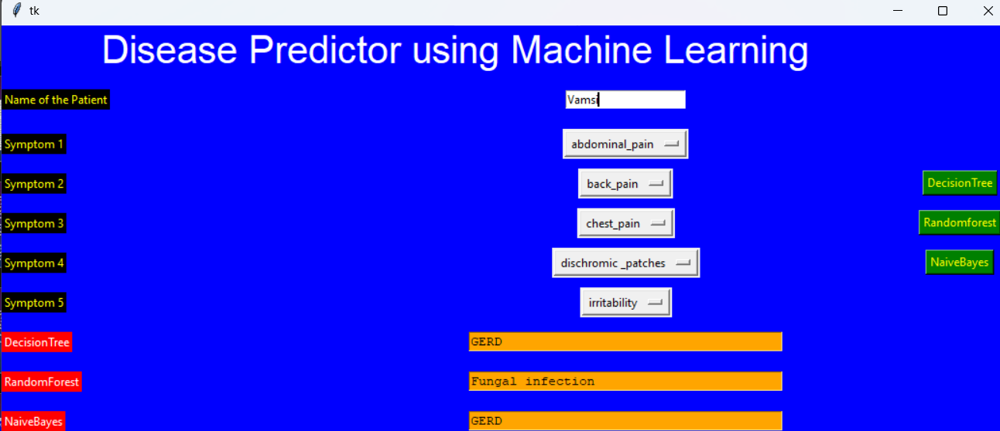 tk
Disease Predictor using Machine Learning
Name of the Patient Vamsi
Symptom 1 abdominal_pain
Symptom 2 back_pain DecisionTree
Symptom 3 chest_pain Randomforest
Symptom 4 dischromic _patches NaiveBayes
Symptom 5 irritability
DecisionTree GERD
RandomForest Fungal infection
NaiveBayes GERD